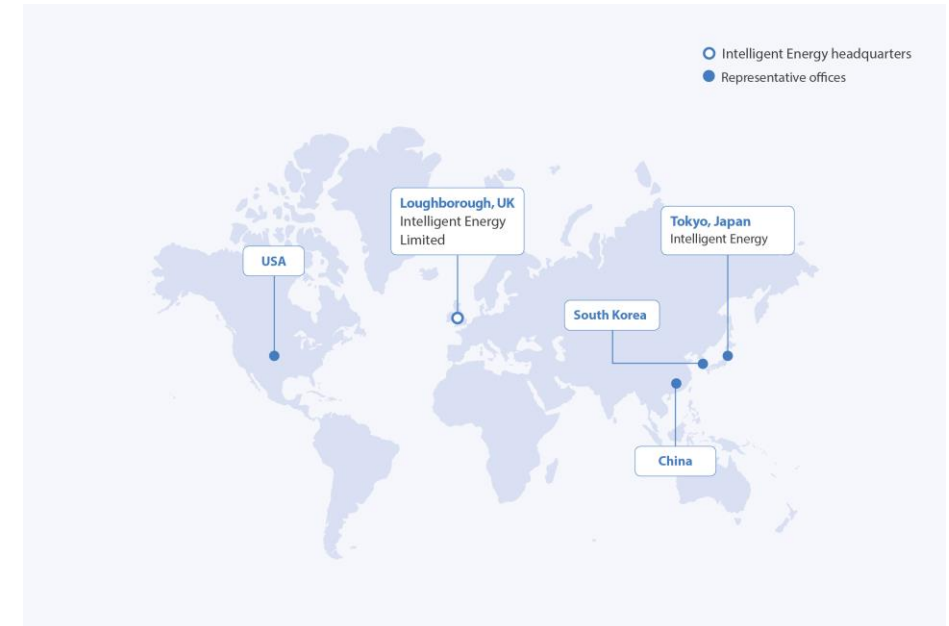 Intelligent Energy headquarters
Representative offices
Loughborough, UK
Intelligent Energy
Limited
Tokyo, Japan
Intelligent Energy
USA
South Korea
China